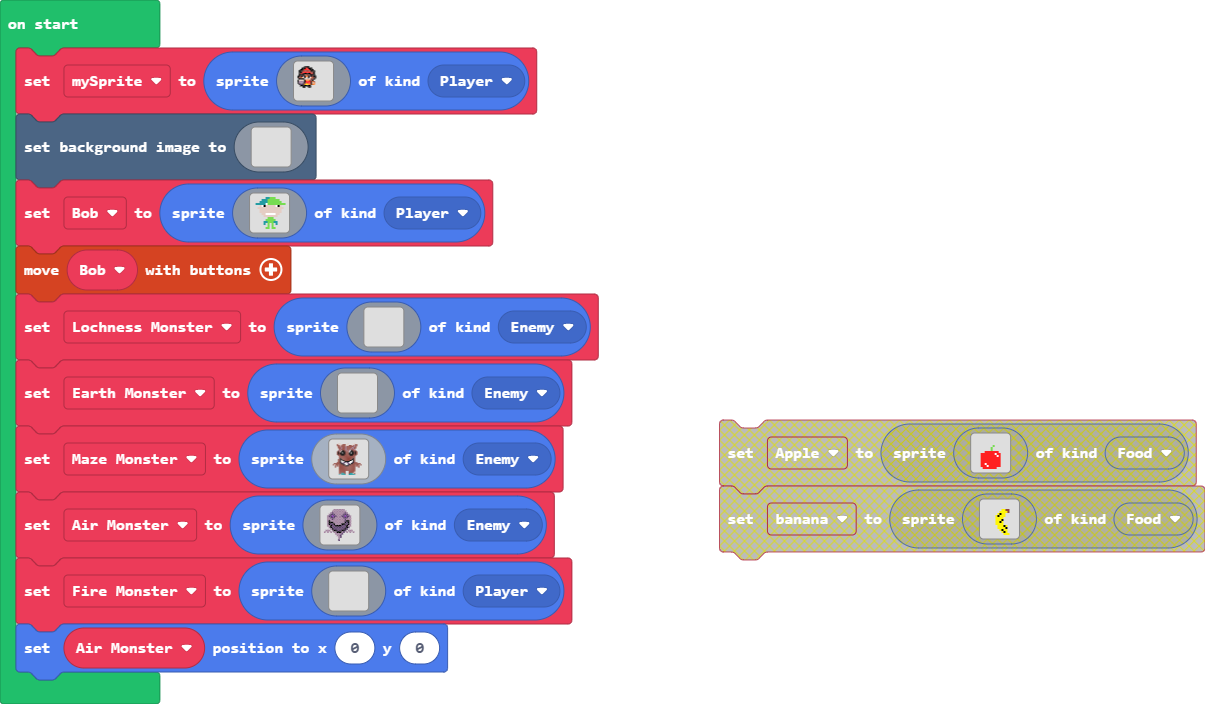 on start
set mySprite to sprite of kind Player
set background image to
set Bob to sprite of kind Player
move Bob with buttons
set Lochness Monster to sprite of kind Enemy
set Earth Monster to sprite of kind Enemy
set Maze Monster to sprite of kind Enemy
set Air Monster to sprite of kind Enemy
set Fire Monster to sprite of kind Player
set Air Monster position to x 0 y 0
set Apple to sprite of kind Food
set banana to sprite of kind Food